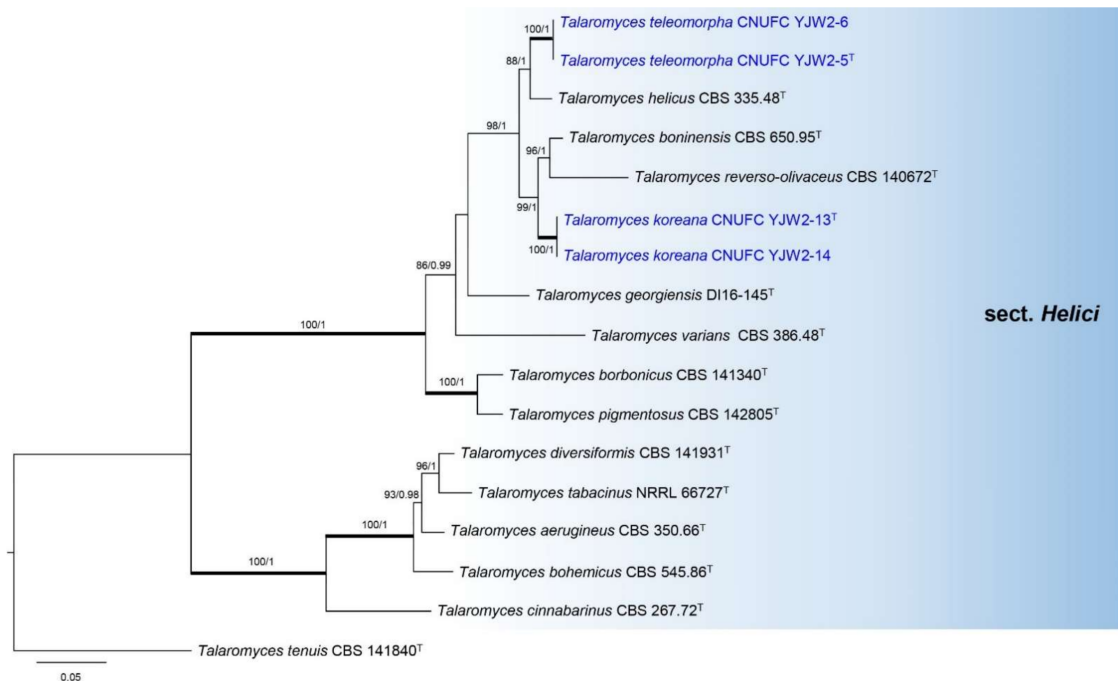 100/1
Talaromyces teleomorpha CNUFC YJW2-6
88/1
Talaromyces teleomorpha CNUFC YJW2-5ᵀ
Talaromyces helicus CBS 335.48ᵀ
98/1
96/1
Talaromyces boninensis CBS 650.95ᵀ
Talaromyces reverso-olivaceus CBS 140672ᵀ
99/1
Talaromyces koreana CNUFC YJW2-13ᵀ
100/1
Talaromyces koreana CNUFC YJW2-14
86/0.99
Talaromyces georgiensis DI16-145ᵀ
sect. Helici
100/1
Talaromyces varians CBS 386.48ᵀ
100/1
Talaromyces borbonicus CBS 141340ᵀ
Talaromyces pigmentosus CBS 142805ᵀ
96/1
Talaromyces diversiformis CBS 141931ᵀ
93/0.98
Talaromyces tabacinus NRRL 66727ᵀ
100/1
Talaromyces aerugineus CBS 350.66ᵀ
100/1
Talaromyces bohemicus CBS 545.86ᵀ
Talaromyces cinnabarinus CBS 267.72ᵀ
Talaromyces tenuis CBS 141840ᵀ
0.05